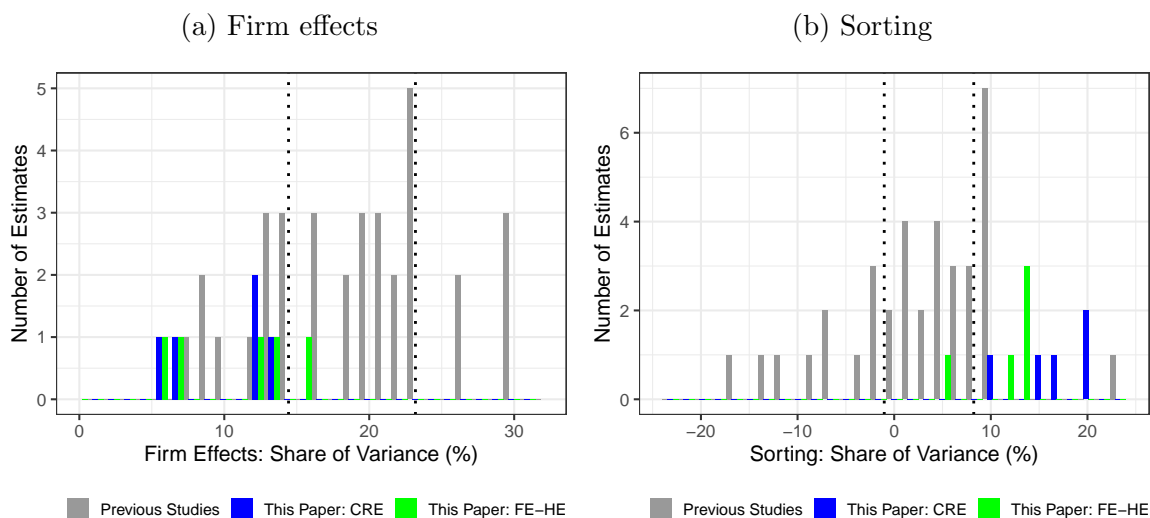 (a) Firm effects
(b) Sorting
5
4
3
2
1
0
Number of Estimates
0 10 20 30
Firm Effects: Share of Variance (%)
Previous Studies This Paper: CRE This Paper: FE−HE
6
4
2
0
Number of Estimates
−20 −10 0 10 20
Sorting: Share of Variance (%)
Previous Studies This Paper: CRE This Paper: FE−HE